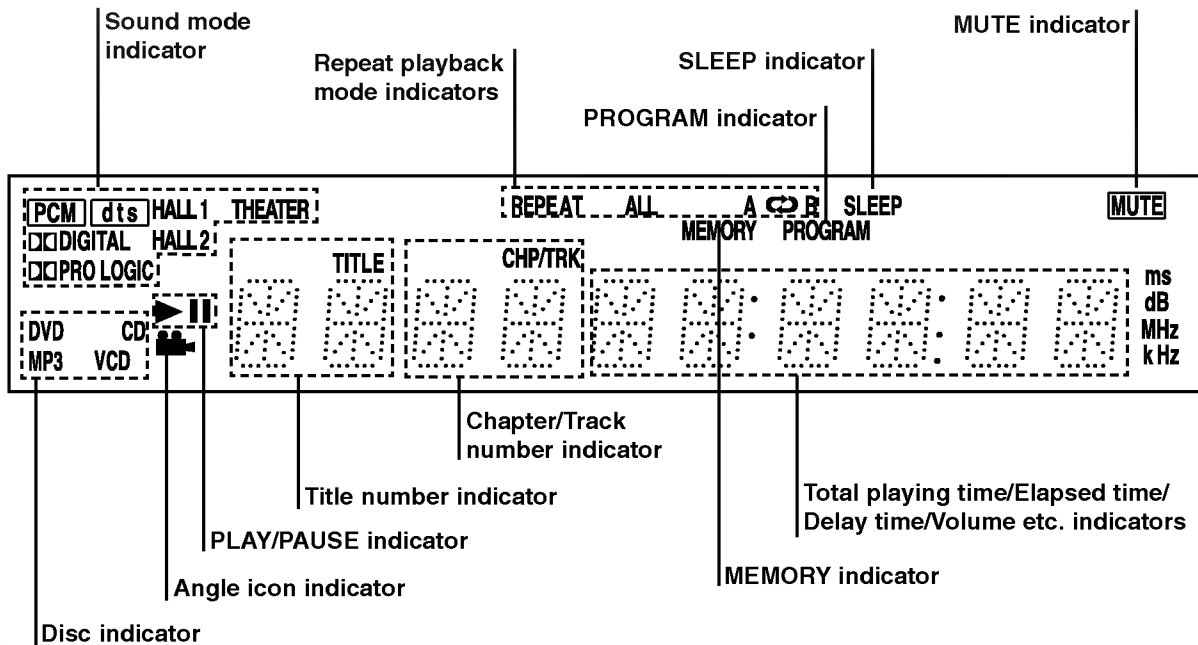 Sound mode
indicator
Repeat playback
mode indicators
SLEEP indicator
MUTE indicator
PROGRAM indicator
PCM dts HALL 1 THEATER
REPEAT ALL A B SLEEP
MUTE
DIGITAL HALL 2
MEMORY PROGRAM
PRO LOGIC
TITLE
CHP/TRK
ms
dB
MHz
kHz
DVD CD
MP3 VCD
Chapter/Track
number indicator
Title number indicator
Total playing time/Elapsed time/
Delay time/Volume etc. indicators
PLAY/PAUSE indicator
MEMORY indicator
Angle icon indicator
Disc indicator